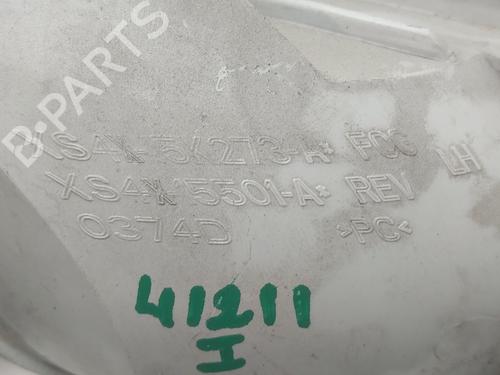 B-PARTS
XS4X-5K273-A* FOG
XS4X-15501-A* REV LH
0374D >PC<
41211
I